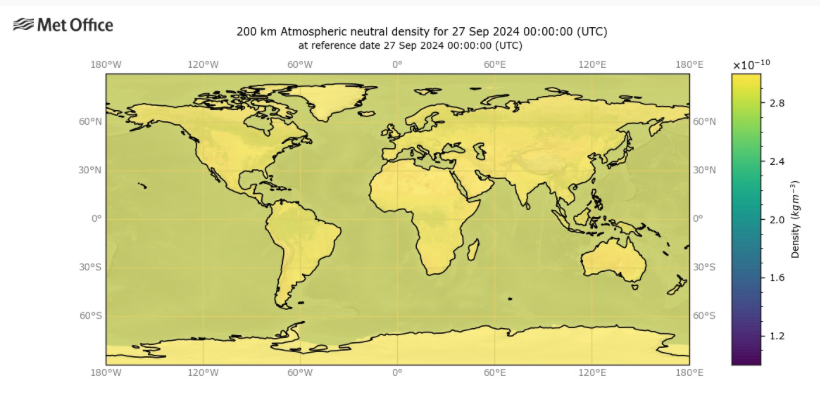 Met Office
200 km Atmospheric neutral density for 27 Sep 2024 00:00:00 (UTC)
at reference date 27 Sep 2024 00:00:00 (UTC)
180°W 120°W 60°W 0° 60°E 120°E 180°E
×10⁻¹⁰
60°N 60°N
30°N 30°N
0° 0°
30°S 30°S
60°S 60°S
180°W 120°W 60°W 0° 60°E 120°E 180°E
2.8
2.4
2.0
1.6
1.2
Density (kgm⁻³)